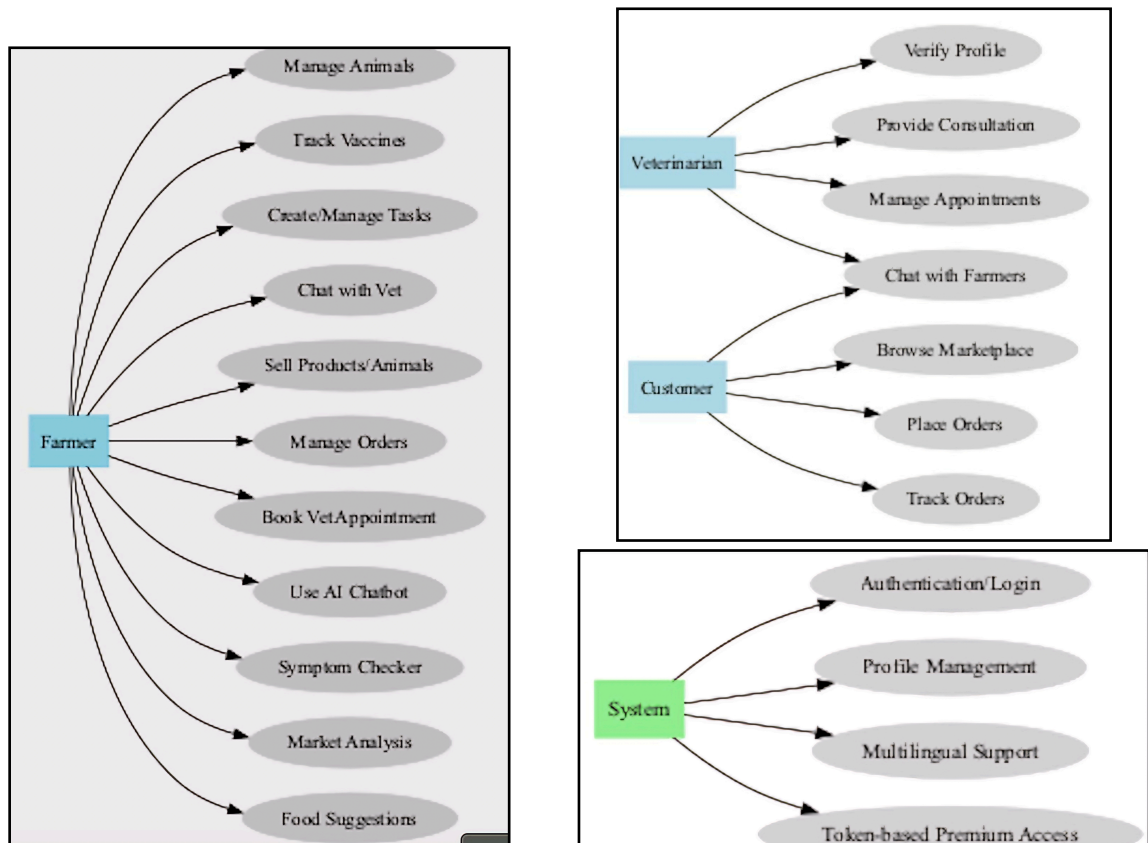 Manage Animals
Track Vaccines
Create/Manage Tasks
Chat with Vet
Sell Products/Animals
Farmer
Manage Orders
Book Vet Appointment
Use AI Chatbot
Symptom Checker
Market Analysis
Food Suggestions
Verify Profile
Provide Consultation
Veterinarian
Manage Appointments
Chat with Farmers
Browse Marketplace
Customer
Place Orders
Track Orders
Authentication/Login
Profile Management
System
Multilingual Support
Token-based Premium Access